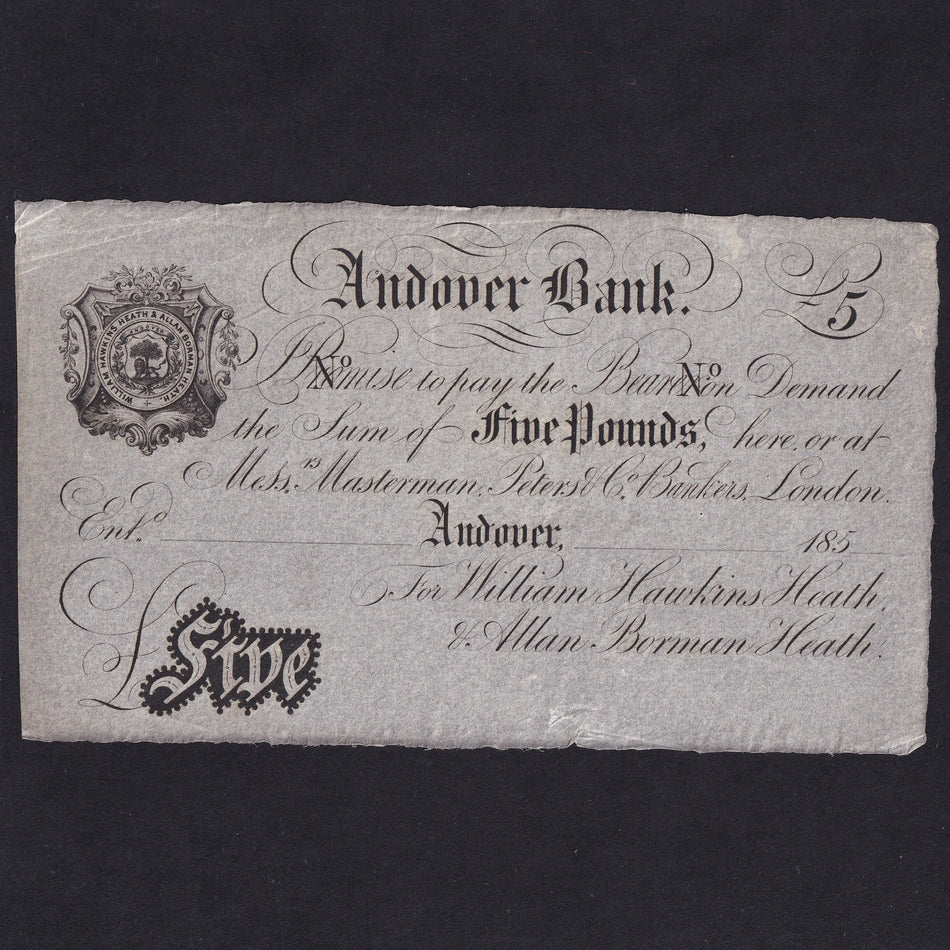 Andover Bank.
£5
WILLIAM HAWKINS HEATH & ALLAN BORMAN HEATH
ANDOVER
No No
I Promise to pay the Bearer on Demand
the Sum of Five Pounds, here or at
Messrs. Masterman, Peters & Co. Bankers, London.
Entd. Andover, 185
For William Hawkins Heath,
& Allan Borman Heath.
£ Five